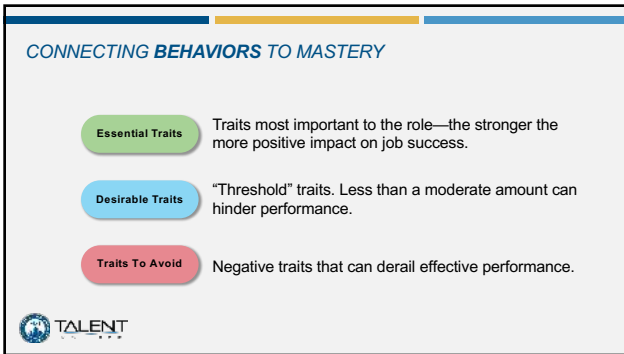 CONNECTING BEHAVIORS TO MASTERY
Essential Traits
Traits most important to the role—the stronger the
more positive impact on job success.
Desirable Traits
“Threshold” traits. Less than a moderate amount can
hinder performance.
Traits To Avoid
Negative traits that can derail effective performance.
TALENT